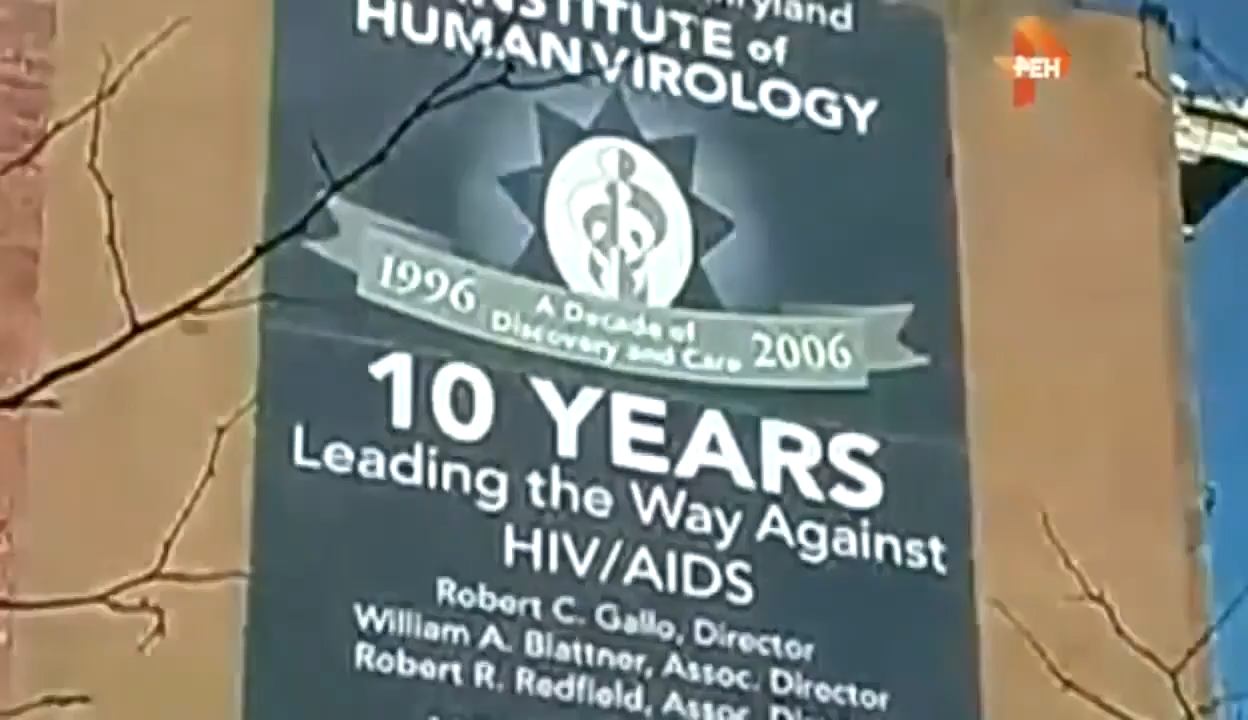 INSTITUTE of
HUMAN VIROLOGY
РЕН
1996 A Decade of Discovery and Care 2006
10 YEARS
Leading the Way Against
HIV/AIDS
Robert C. Gallo, Director
William A. Blattner, Assoc. Director
Robert R. Redfield, Assoc.